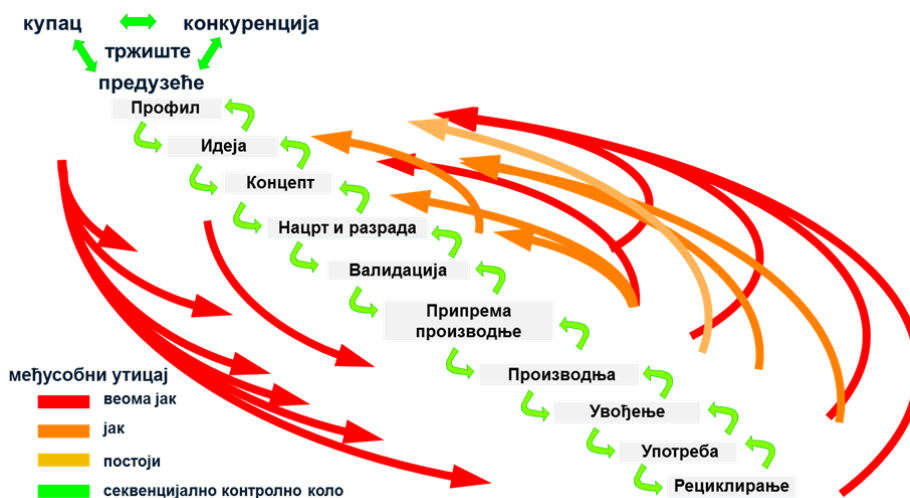 купац
конкуренција
тржиште
предузеће
Профил
Идеја
Концепт
Нацрт и разрада
Валидација
Припрема
производње
Производња
Увођење
Употреба
Рециклирање
међусобни утицај
веома јак
јак
постоји
секвенцијално контролно коло